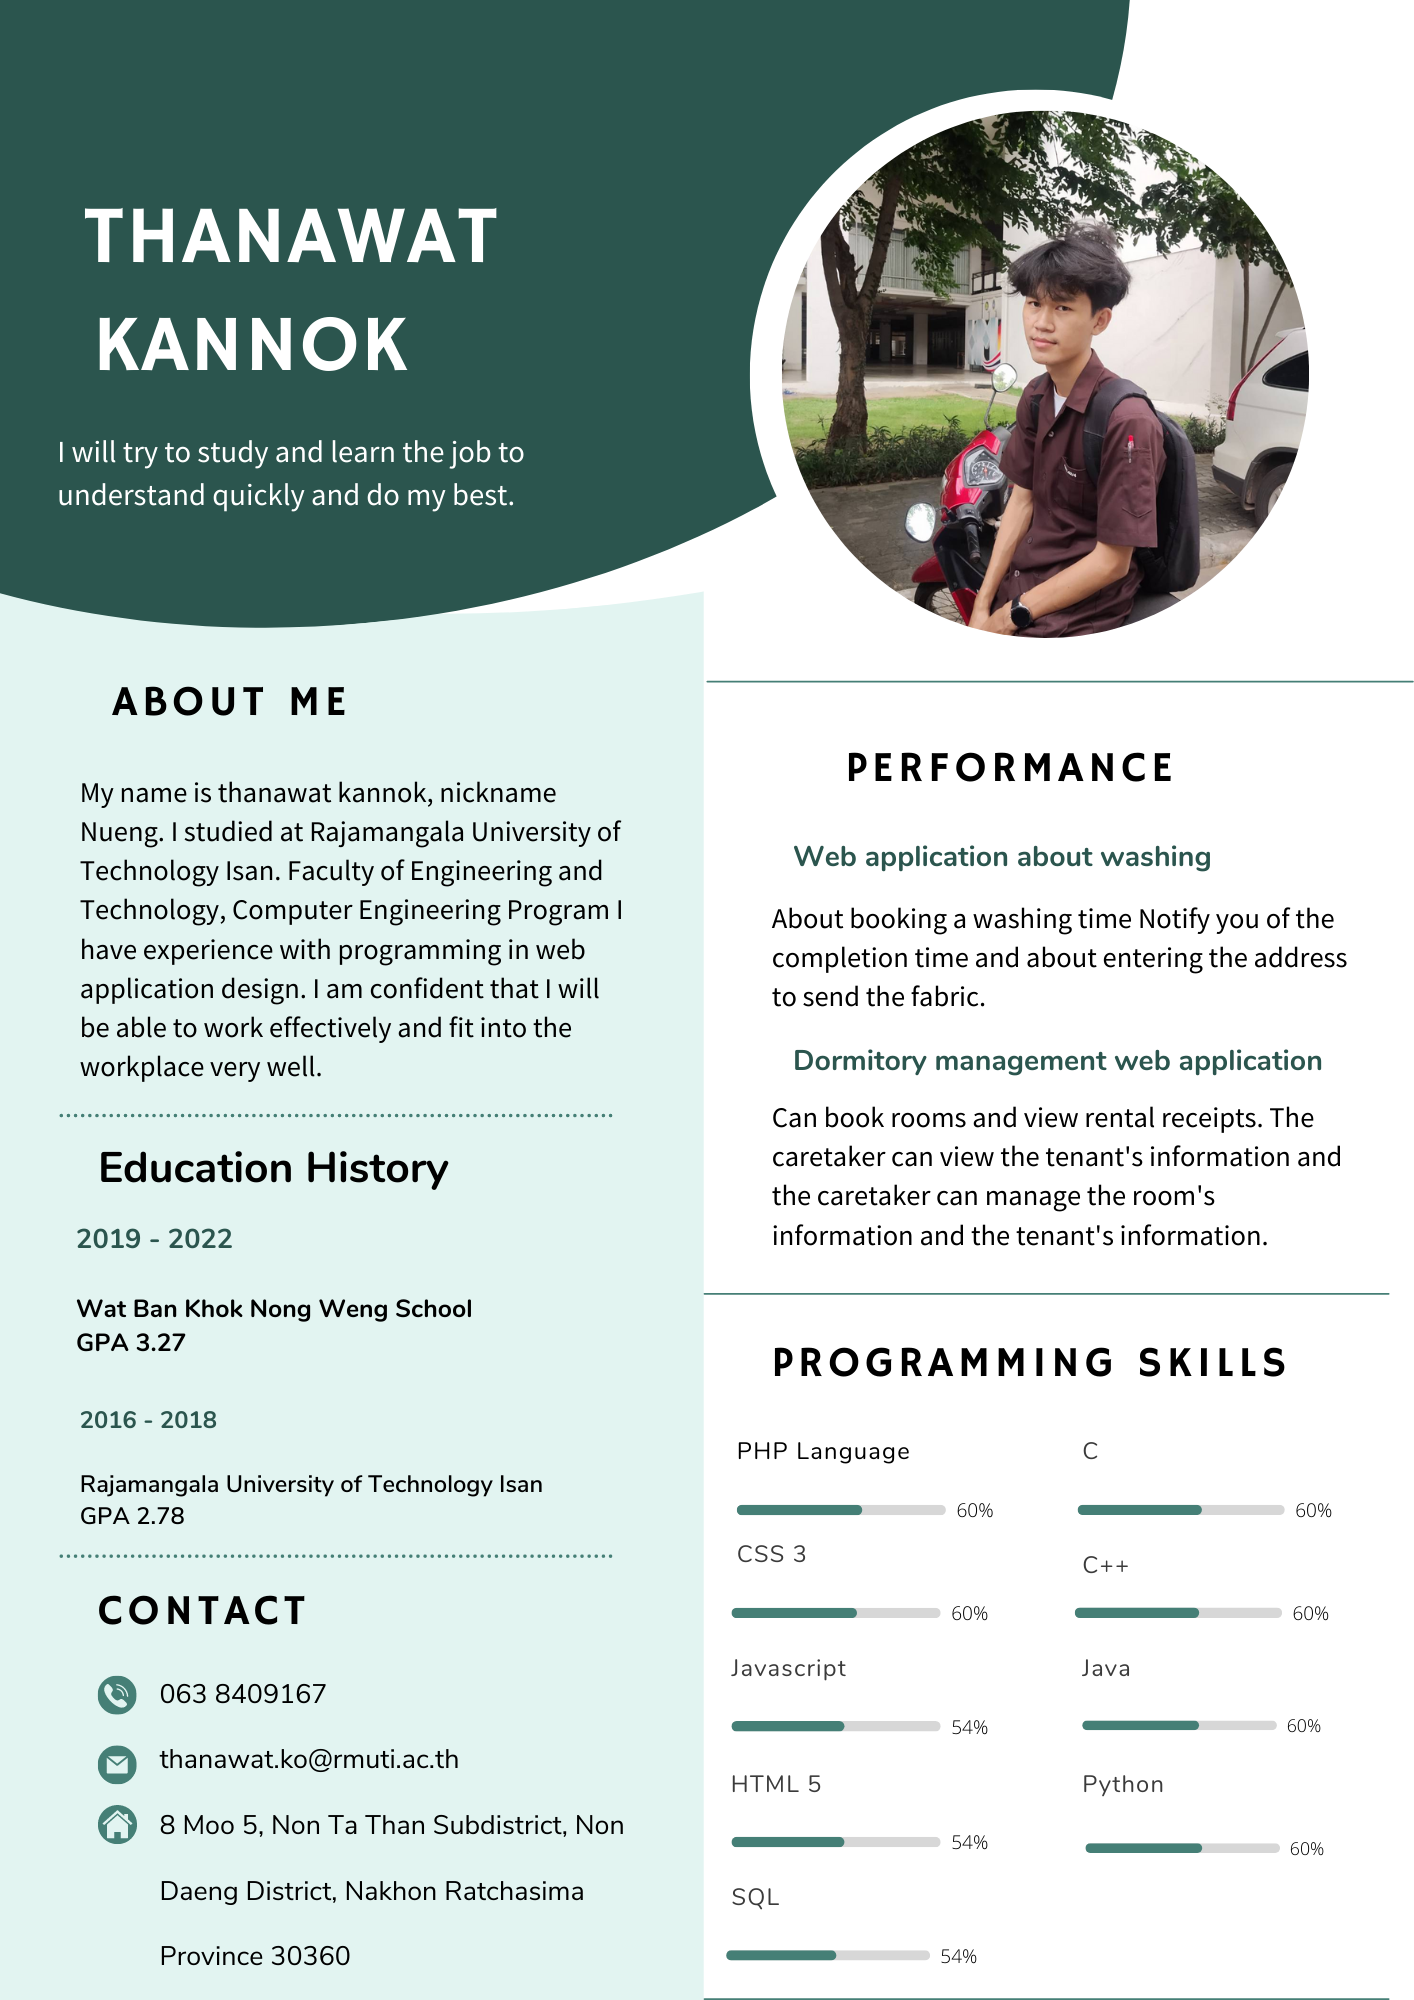 THANAWAT
KANNOK
I will try to study and learn the job to
understand quickly and do my best.
ABOUT ME
My name is thanawat kannok, nickname
Nueng. I studied at Rajamangala University of
Technology Isan. Faculty of Engineering and
Technology, Computer Engineering Program I
have experience with programming in web
application design. I am confident that I will
be able to work effectively and fit into the
workplace very well.
Education History
2019 - 2022
Wat Ban Khok Nong Weng School
GPA 3.27
2016 - 2018
Rajamangala University of Technology Isan
GPA 2.78
CONTACT
063 8409167
thanawat.ko@rmuti.ac.th
8 Moo 5, Non Ta Than Subdistrict, Non
Daeng District, Nakhon Ratchasima
Province 30360
PERFORMANCE
Web application about washing
About booking a washing time Notify you of the
completion time and about entering the address
to send the fabric.
Dormitory management web application
Can book rooms and view rental receipts. The
caretaker can view the tenant's information and
the caretaker can manage the room's
information and the tenant's information.
PROGRAMMING SKILLS
PHP Language
60%
CSS 3
60%
Javascript
54%
HTML 5
54%
SQL
54%
C
60%
C++
60%
Java
60%
Python
60%